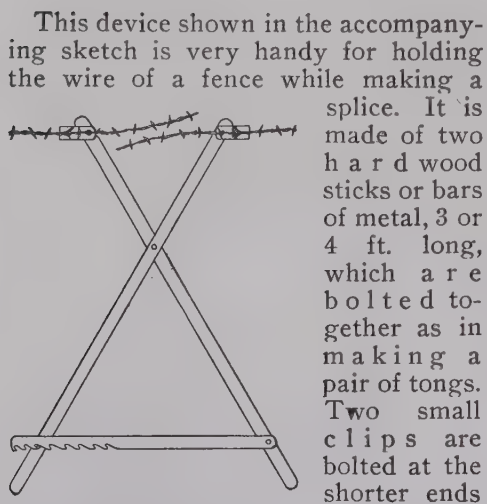 This device shown in the accompany-
ing sketch is very handy for holding
the wire of a fence while making a
splice. It is
made of two
hard wood
sticks or bars
of metal, 3 or
4 ft. long,
which are
bolted to-
gether as in
making a
pair of tongs.
Two small
clips are
bolted at the
shorter ends